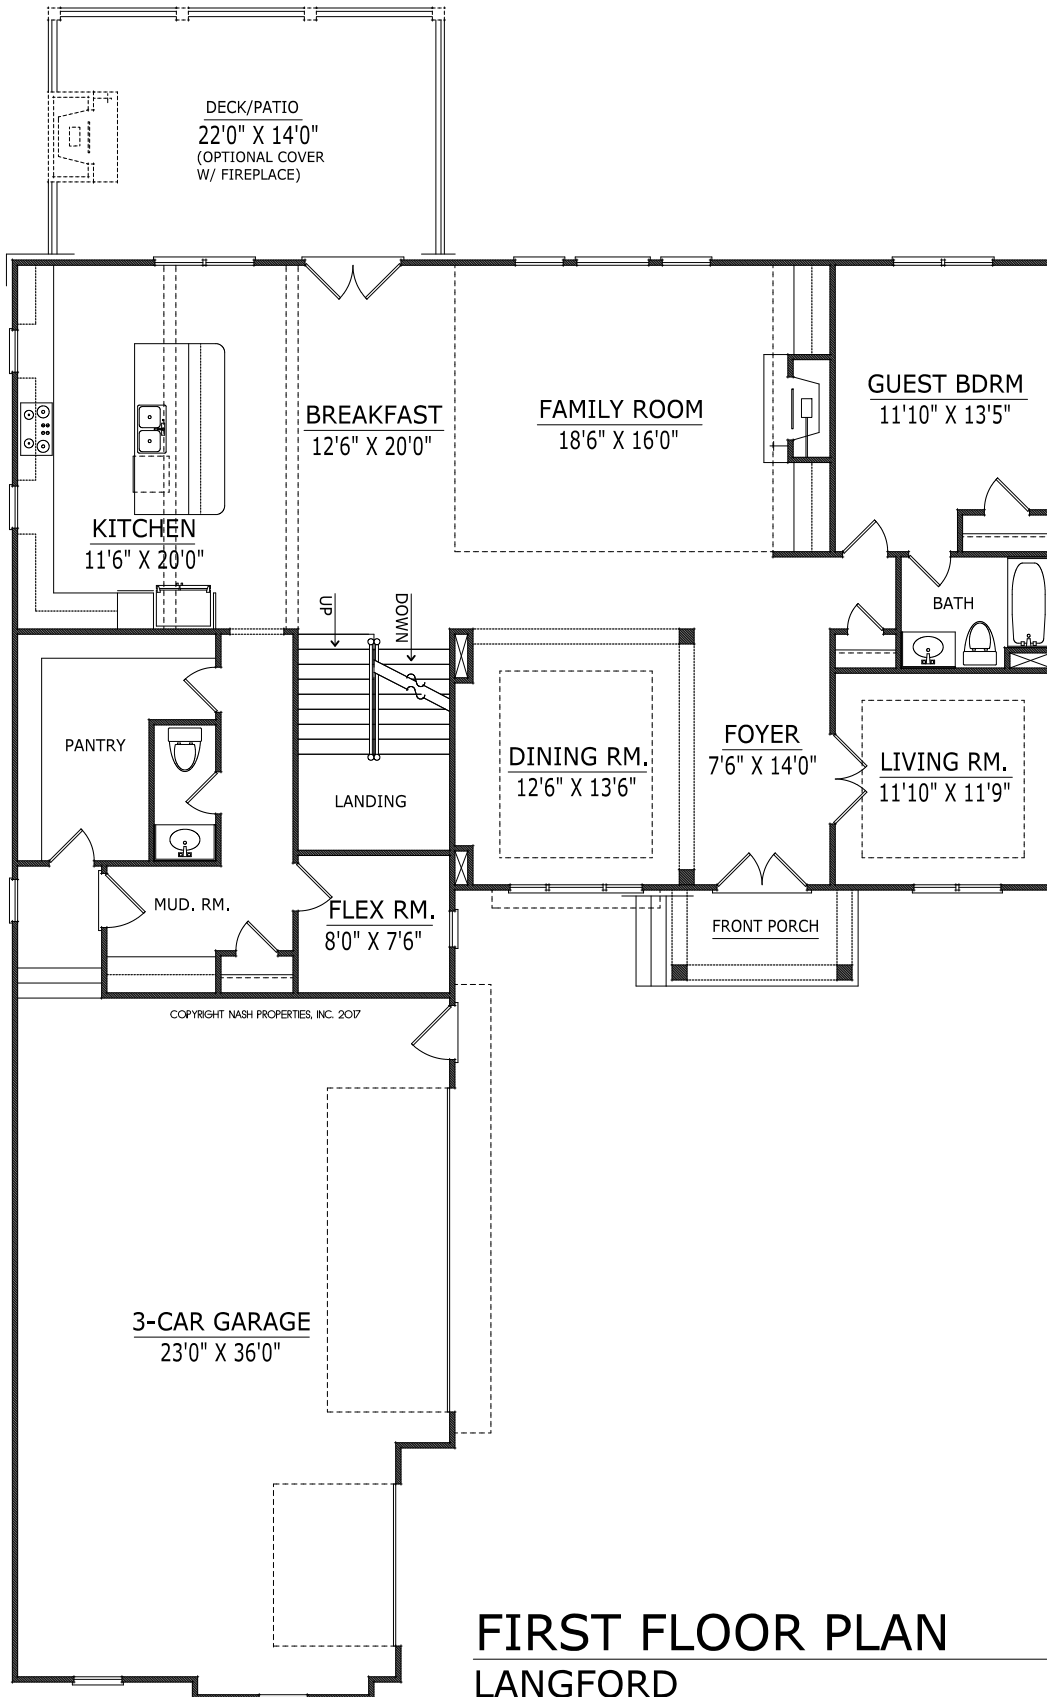 DECK/PATIO
22'0" X 14'0"
(OPTIONAL COVER
W/ FIREPLACE)
GUEST BDRM
11'10" X 13'5"
BREAKFAST
12'6" X 20'0"
FAMILY ROOM
18'6" X 16'0"
KITCHEN
11'6" X 20'0"
UP
DOWN
BATH
PANTRY
DINING RM.
12'6" X 13'6"
FOYER
7'6" X 14'0"
LIVING RM.
11'10" X 11'9"
LANDING
MUD. RM.
FLEX RM.
8'0" X 7'6"
FRONT PORCH
COPYRIGHT NASH PROPERTIES, INC. 2017
3-CAR GARAGE
23'0" X 36'0"
FIRST FLOOR PLAN
LANGFORD